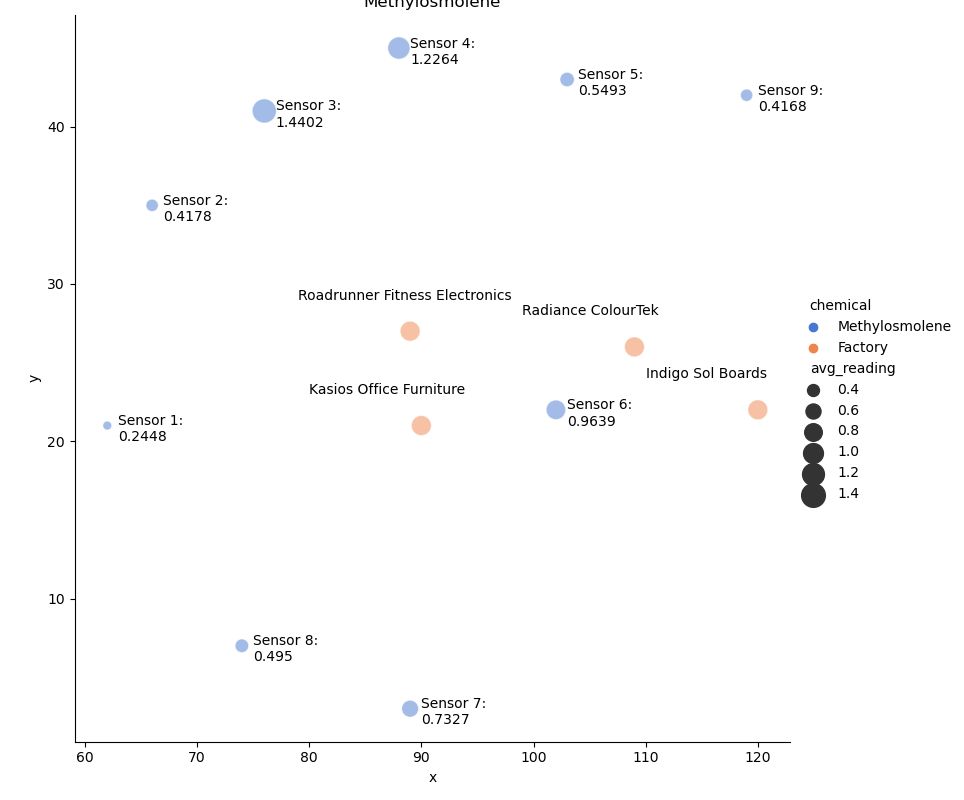 Methylosmolene
Sensor 4:
1.2264
Sensor 5:
0.5493
Sensor 9:
0.4168
Sensor 3:
1.4402
40
Sensor 2:
0.4178
30
Roadrunner Fitness Electronics
Radiance ColourTek
Indigo Sol Boards
Kasios Office Furniture
Sensor 6:
0.9639
Sensor 1:
0.2448
20
y
10
Sensor 8:
0.495
Sensor 7:
0.7327
60 70 80 90 100 110 120
x
chemical
Methylosmolene
Factory
avg_reading
0.4
0.6
0.8
1.0
1.2
1.4